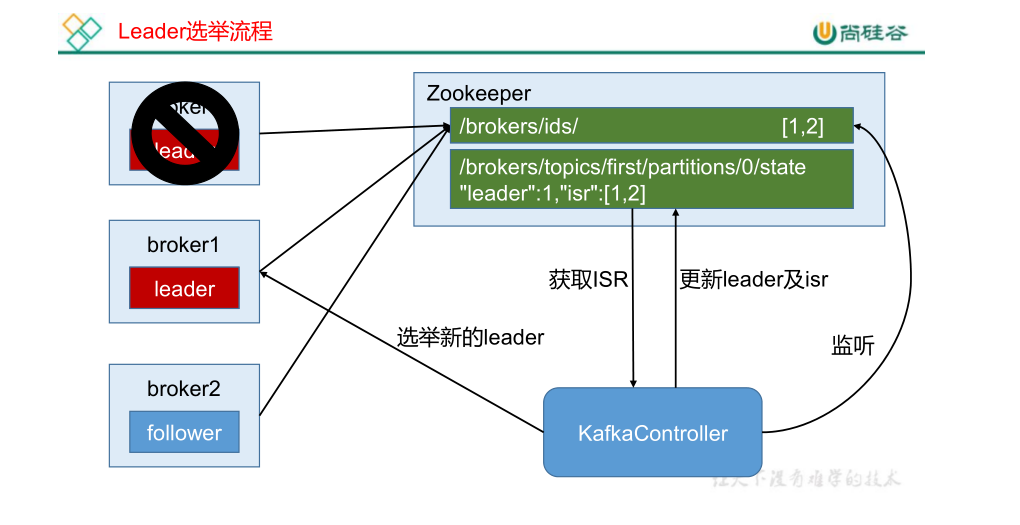 Leader选举流程
尚硅谷
Zookeeper
/brokers/ids/ [1,2]
/brokers/topics/first/partitions/0/state
"leader":1,"isr":[1,2]
broker1
leader
获取ISR
更新leader及isr
选举新的leader
监听
broker2
follower
KafkaController
让天下没有难学的技术